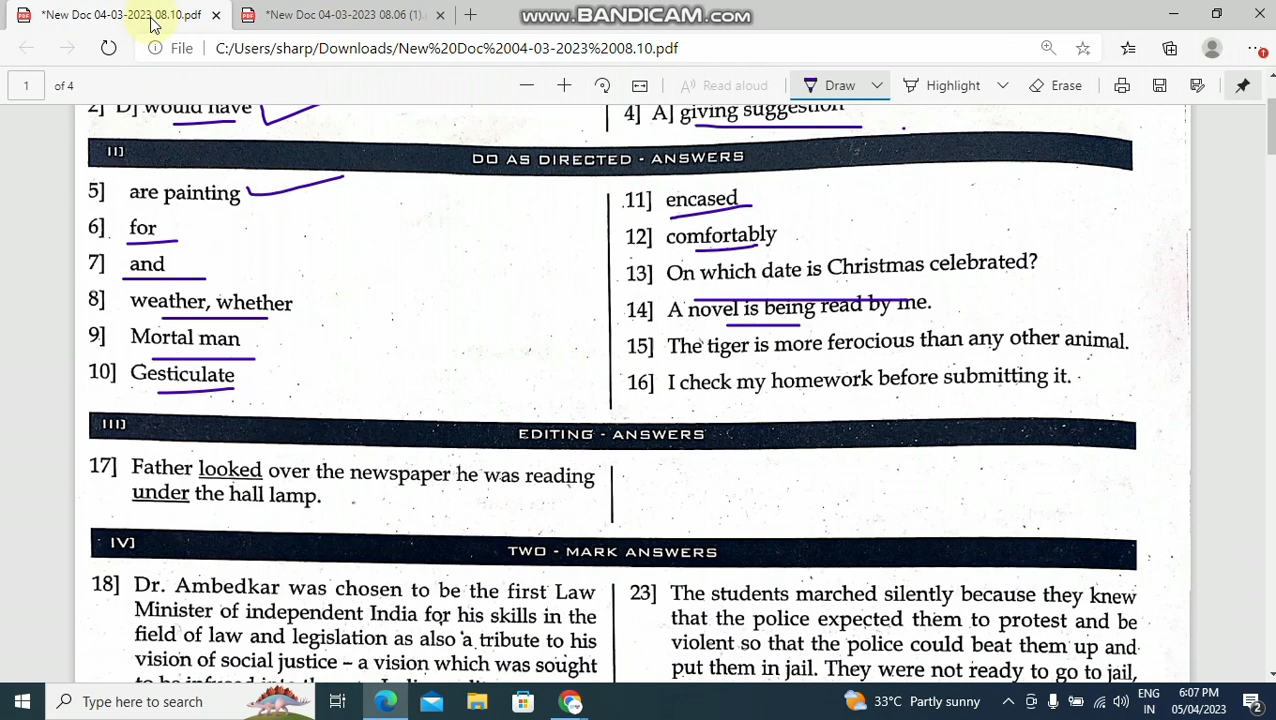 *New Doc 04-03-2023 08.10.pdf
*New Doc 04-03-2023 08.06 (1).
www.BANDICAM.com
File
C:/Users/sharp/Downloads/New%20Doc%2004-03-2023%2008.10.pdf
1 of 4
Read aloud
Draw
Highlight
Erase
2] D] would have
4] A] giving suggestion
II] DO AS DIRECTED - ANSWERS
5] are painting
6] for
7] and
8] weather, whether
9] Mortal man
10] Gesticulate
11] encased
12] comfortably
13] On which date is Christmas celebrated?
14] A novel is being read by me.
15] The tiger is more ferocious than any other animal.
16] I check my homework before submitting it.
III] EDITING - ANSWERS
17] Father looked over the newspaper he was reading
under the hall lamp.
IV] TWO - MARK ANSWERS
18] Dr. Ambedkar was chosen to be the first Law
Minister of independent India for his skills in the
field of law and legislation as also a tribute to his
vision of social justice – a vision which was sought
23] The students marched silently because they knew
that the police expected them to protest and be
violent so that the police could beat them up and
put them in jail. They were not ready to go to jail,
Type here to search
33°C Partly sunny
ENG
IN
6:07 PM
05/04/2023
2